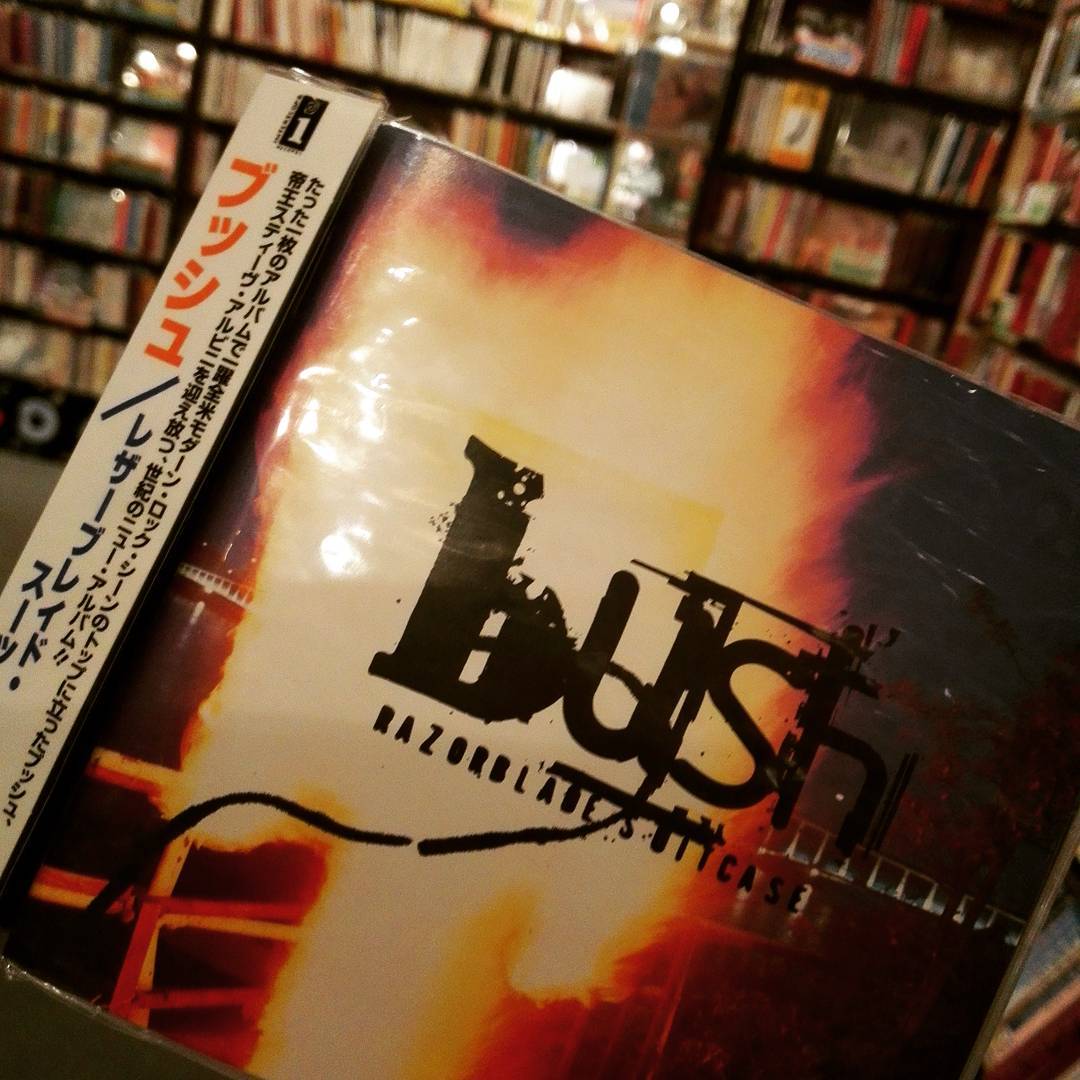 1
ブッシュ/レザーブレイド・
スーツ
たった一枚のアルバムで一躍全米モダーン・ロック・シーンのトップに立ったブッシュ、
帝王スティーヴ・アルビニを迎え放つ、世紀のニュー・アルバム!!
bush
RAZORBLADE SUITCASE